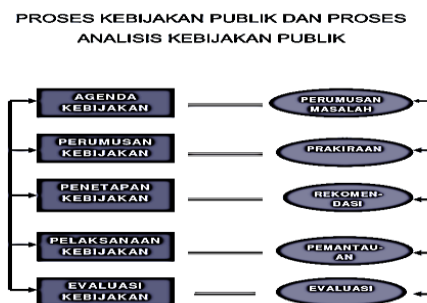 PROSES KEBIJAKAN PUBLIK DAN PROSES
ANALISIS KEBIJAKAN PUBLIK
AGENDA
KEBIJAKAN
PERUMUSAN
MASALAH
PERUMUSAN
KEBIJAKAN
PRAKIRAAN
PENETAPAN
KEBIJAKAN
REKOMEN-
DASI
PELAKSANAAN
KEBIJAKAN
PEMANTAU-
AN
EVALUASI
KEBIJAKAN
EVALUASI